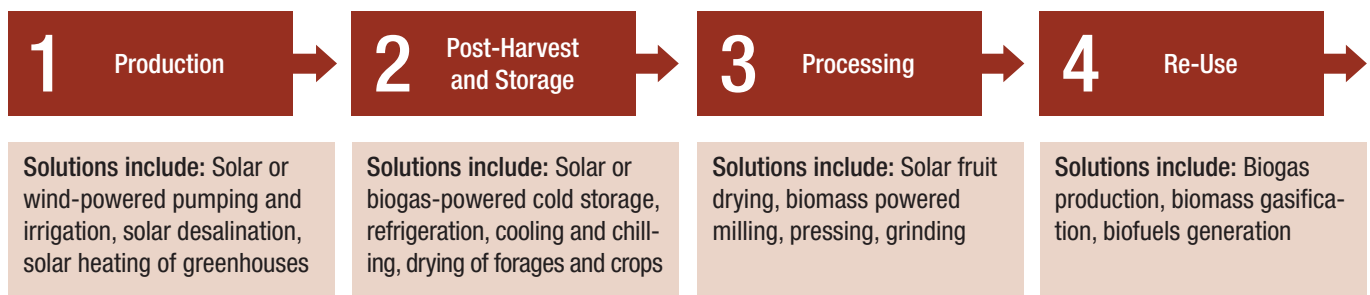 1
Production
2
Post-Harvest
and Storage
3
Processing
4
Re-Use
Solutions include: Solar or
wind-powered pumping and
irrigation, solar desalination,
solar heating of greenhouses
Solutions include: Solar or
biogas-powered cold storage,
refrigeration, cooling and chill-
ing, drying of forages and crops
Solutions include: Solar fruit
drying, biomass powered
milling, pressing, grinding
Solutions include: Biogas
production, biomass gasifica-
tion, biofuels generation